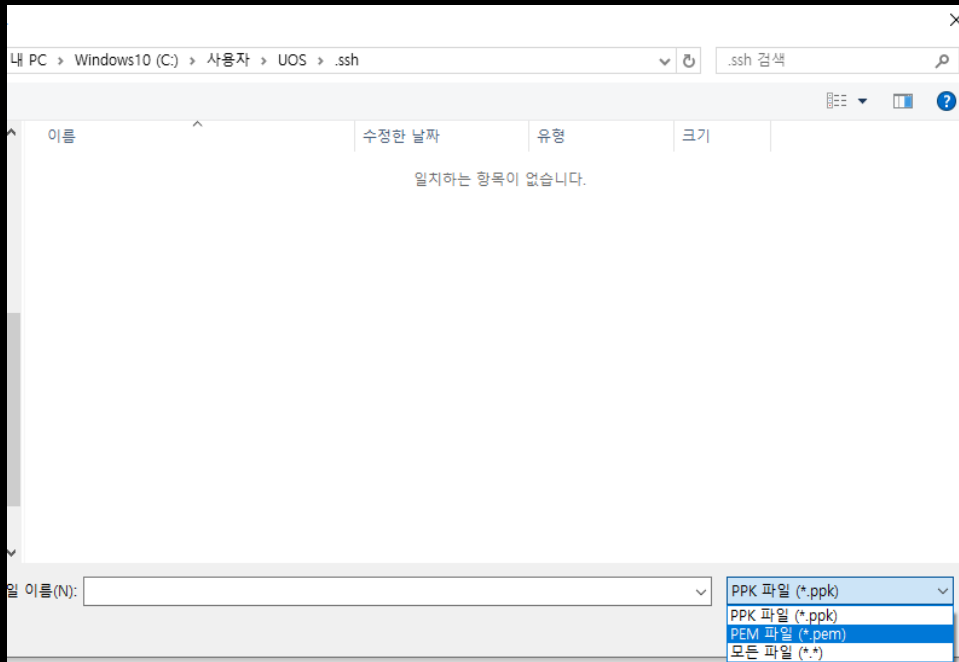 내 PC > Windows10 (C:) > 사용자 > UOS > .ssh
.ssh 검색
이름 수정한 날짜 유형 크기
일치하는 항목이 없습니다.
일 이름(N):
PPK 파일 (*.ppk)
PPK 파일 (*.ppk)
PEM 파일 (*.pem)
모든 파일 (*.*)